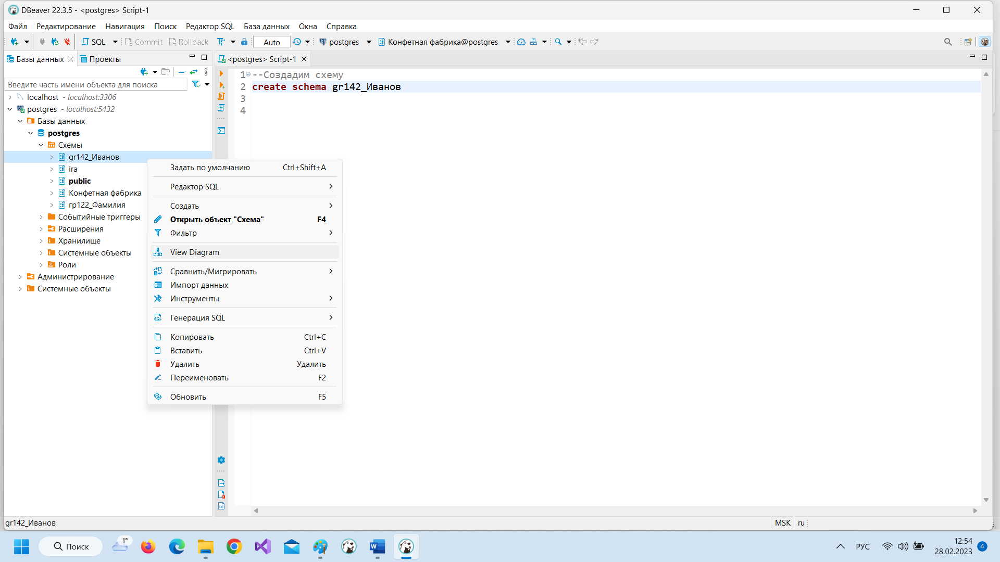 DBeaver 22.3.5 - <postgres> Script-1
Файл Редактирование Навигация Поиск Редактор SQL База данных Окна Справка
SQL Commit Rollback Auto postgres Конфетная фабрика@postgres
Базы данных Проекты
<postgres> Script-1
Введите часть имени объекта для поиска
localhost - localhost:3306
postgres - localhost:5432
Базы данных
postgres
Схемы
gr142_Иванов
ira
public
Конфетная фабрика
гр122_Фамилия
Событийные триггеры
Расширения
Хранилище
Системные объекты
Роли
Администрирование
Системные объекты
1 --Создадим схему
2 create schema gr142_Иванов
3
4
Задать по умолчанию Ctrl+Shift+A
Редактор SQL
Создать
Открыть объект "Схема" F4
Фильтр
View Diagram
Сравнить/Мигрировать
Импорт данных
Инструменты
Генерация SQL
Копировать Ctrl+C
Вставить Ctrl+V
Удалить Удалить
Переименовать F2
Обновить F5
gr142_Иванов
MSK ru
Поиск
1°
РУС
12:54
28.02.2023
4